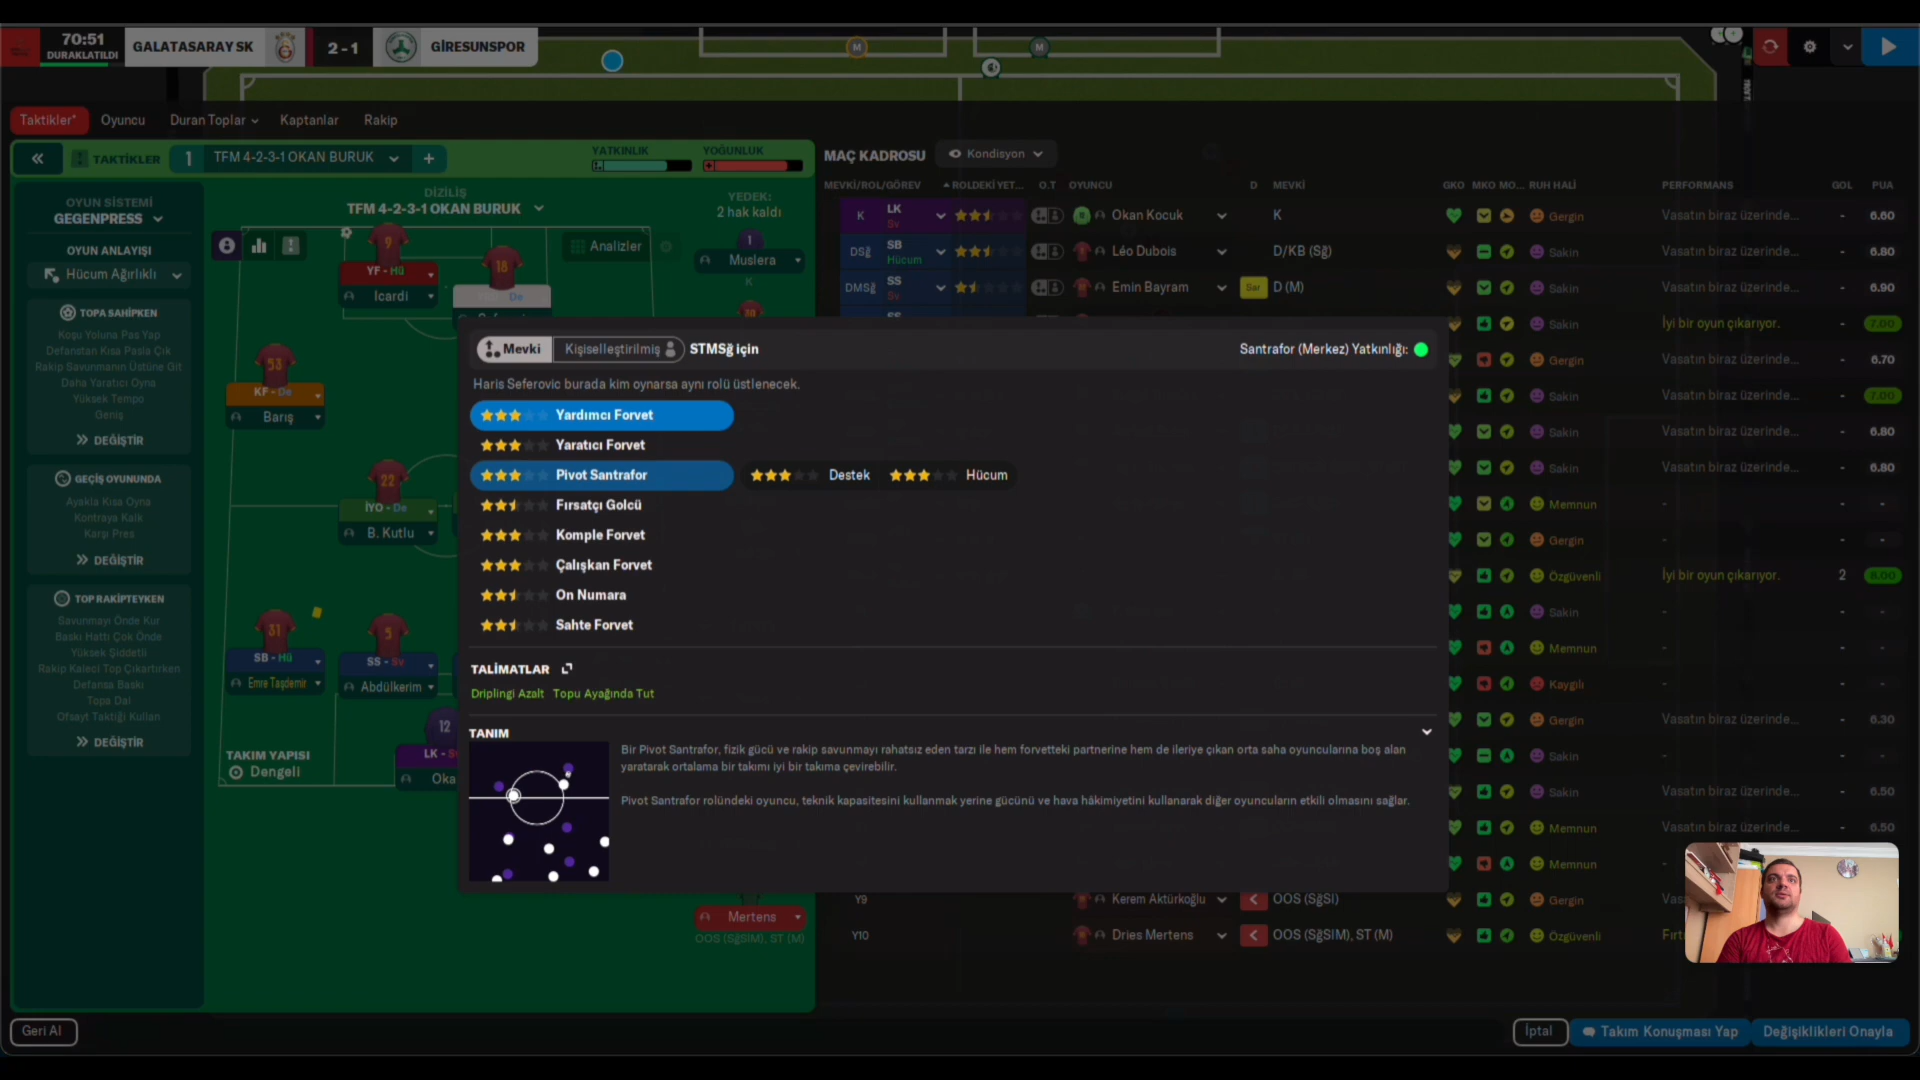 70:51
DURAKLATILDI
GALATASARAY SK
2 - 1
GİRESUNSPOR
M
M
Taktikler*
Oyuncu
Duran Toplar
Kaptanlar
Rakip
TAKTİKLER
1
TFM 4-2-3-1 OKAN BURUK
YATKINLIK
YOĞUNLUK
OYUN SİSTEMİ
GEGENPRESS
OYUN ANLAYIŞI
Hücum Ağırlıklı
TOPA SAHİPKEN
Koşu Yoluna Pas Yap
Defanstan Kısa Pasla Çık
Rakip Savunmanın Üstüne Git
Daha Yaratıcı Oyna
Yüksek Tempo
Geniş
DEĞİŞTİR
GEÇİŞ OYUNUNDA
Ayakla Kısa Oyna
Kontraya Kalk
Karşı Pres
DEĞİŞTİR
TOP RAKİPTEYKEN
Savunmayı Önde Kur
Baskı Hattı Çok Önde
Yüksek Şiddetli
Rakip Kaleci Top Çıkartırken
Defansa Baskı
Topa Dal
Ofsayt Taktiği Kullan
DEĞİŞTİR
DİZİLİŞ
TFM 4-2-3-1 OKAN BURUK
YEDEK:
2 hak kaldı
Analizler
9
YF - Hü
Icardi
18
De
1
Muslera
K
53
KF - De
Barış
22
İYO - De
B. Kutlu
31
SB - Hü
Emre Taşdemir
5
SS - Sv
Abdülkerim
12
LK - S
Oka
TAKIM YAPISI
Dengeli
Mertens
OOS (SğSlM), ST (M)
MAÇ KADROSU
Kondisyon
MEVKİ/ROL/GÖREV
ROLDEKİ YET...
O.T
OYUNCU
D
MEVKİ
GKO
MKO
MO...
RUH HALİ
PERFORMANS
GOL
PUA
K
LK
Sv
Okan Kocuk
K
Gergin
Vasatın biraz üzerinde...
-
6.60
DSğ
SB
Hücum
Léo Dubois
D/KB (Sğ)
Sakin
Vasatın biraz üzerinde...
-
6.80
DMSğ
SS
Sv
Emin Bayram
Sar
D (M)
Sakin
Vasatın biraz üzerinde...
-
6.90
Sakin
İyi bir oyun çıkarıyor.
-
7.00
Gergin
Vasatın biraz üzerinde...
-
6.70
Sakin
Vasatın biraz üzerinde...
-
7.00
Sakin
Vasatın biraz üzerinde...
-
6.80
Sakin
Vasatın biraz üzerinde...
-
6.80
Memnun
-
-
-
Gergin
-
-
-
Özgüvenli
İyi bir oyun çıkarıyor.
2
8.00
Sakin
-
-
-
Memnun
-
-
-
Kaygılı
-
-
-
Gergin
Vasatın biraz üzerinde...
-
6.30
Sakin
-
-
-
Sakin
Vasatın biraz üzerinde...
-
6.50
Memnun
Vasatın biraz üzerinde...
-
6.50
Memnun
-
Y9
Kerem Aktürkoğlu
OOS (SğSl)
Gergin
Y10
Dries Mertens
OOS (SğSlM), ST (M)
Özgüvenli
Mevki
Kişiselleştirilmiş
STMSğ için
Santrafor (Merkez) Yatkınlığı:
Haris Seferovic burada kim oynarsa aynı rolü üstlenecek.
Yardımcı Forvet
Yaratıcı Forvet
Pivot Santrafor
Destek
Hücum
Fırsatçı Golcü
Komple Forvet
Çalışkan Forvet
On Numara
Sahte Forvet
TALİMATLAR
Driplingi Azalt
Topu Ayağında Tut
TANIM
Bir Pivot Santrafor, fizik gücü ve rakip savunmayı rahatsız eden tarzı ile hem forvetteki partnerine hem de ileriye çıkan orta saha oyuncularına boş alan
yaratarak ortalama bir takımı iyi bir takıma çevirebilir.
Pivot Santrafor rolündeki oyuncu, teknik kapasitesini kullanmak yerine gücünü ve hava hâkimiyetini kullanarak diğer oyuncuların etkili olmasını sağlar.
Geri Al
İptal
Takım Konuşması Yap
Değişiklikleri Onayla